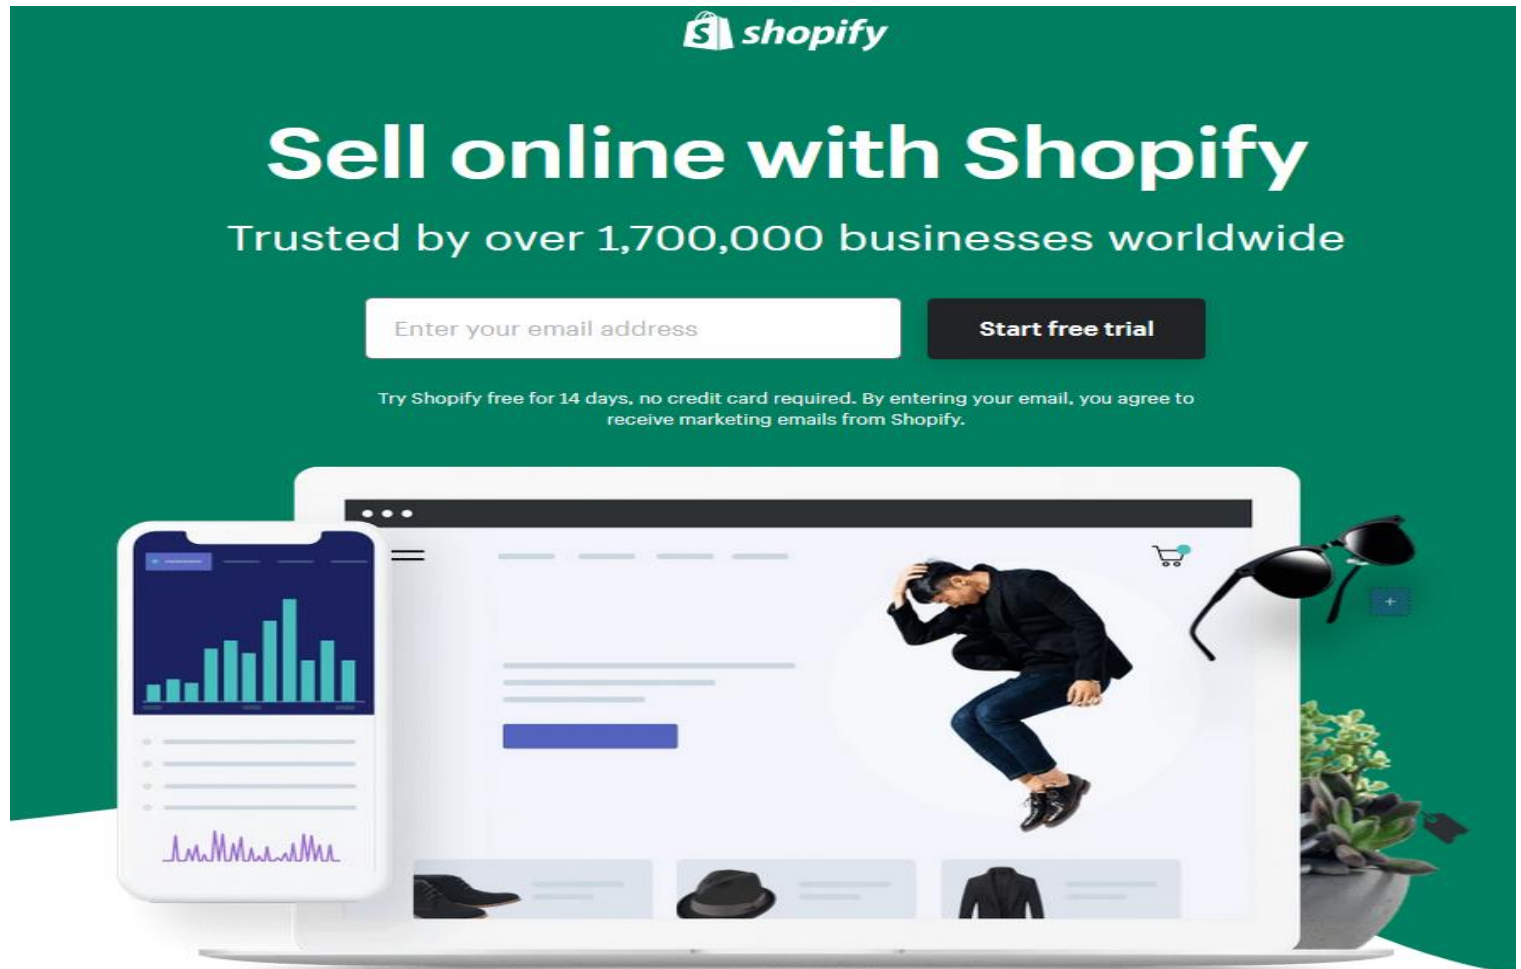 shopify
Sell online with Shopify
Trusted by over 1,700,000 businesses worldwide
Enter your email address
Start free trial
Try Shopify free for 14 days, no credit card required. By entering your email, you agree to
receive marketing emails from Shopify.